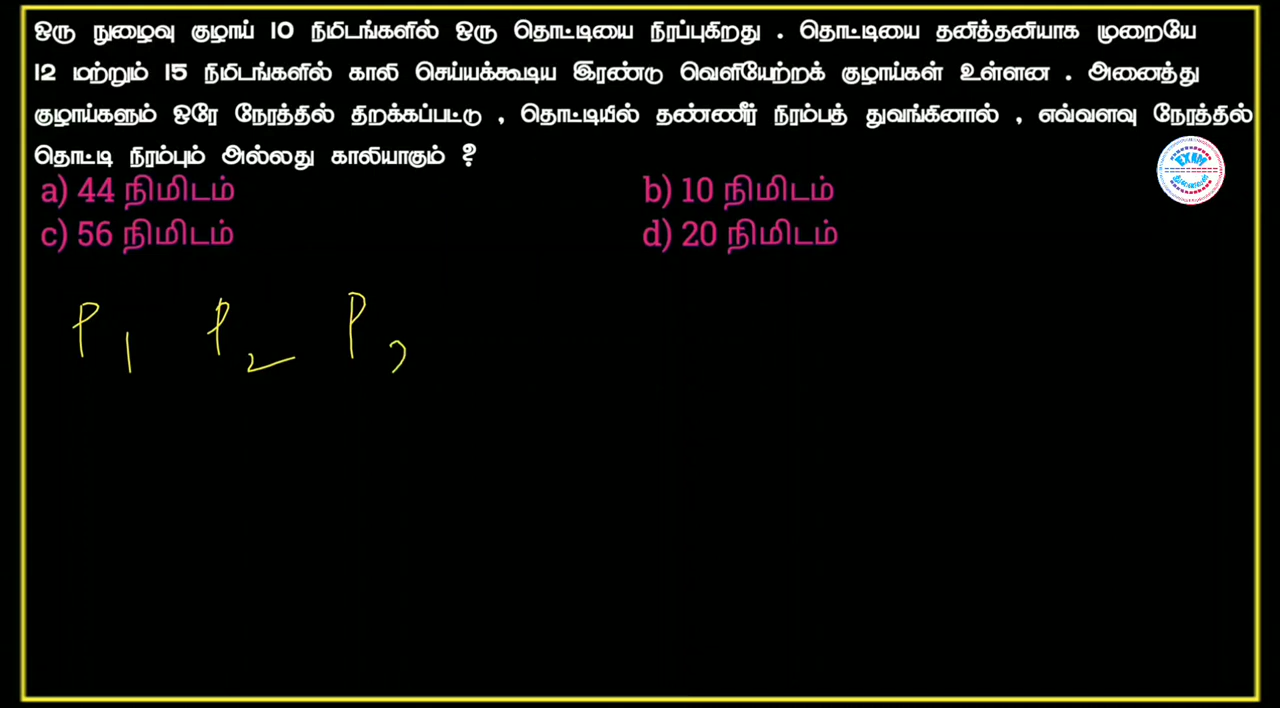 ஒரு நுழைவு குழாய் 10 நிமிடங்களில் ஒரு தொட்டியை நிரப்புகிறது . தொட்டியை தனித்தனியாக முறையே
12 மற்றும் 15 நிமிடங்களில் காலி செய்யக்கூடிய இரண்டு வெளியேற்றக் குழாய்கள் உள்ளன . அனைத்து
குழாய்களும் ஒரே நேரத்தில் திறக்கப்பட்டு , தொட்டியில் தண்ணீர் நிரம்பத் துவங்கினால் , எவ்வளவு நேரத்தில்
தொட்டி நிரம்பும் அல்லது காலியாகும் ?
EXAM
a) 44 நிமிடம் b) 10 நிமிடம்
c) 56 நிமிடம் d) 20 நிமிடம்
P1 P2 P3